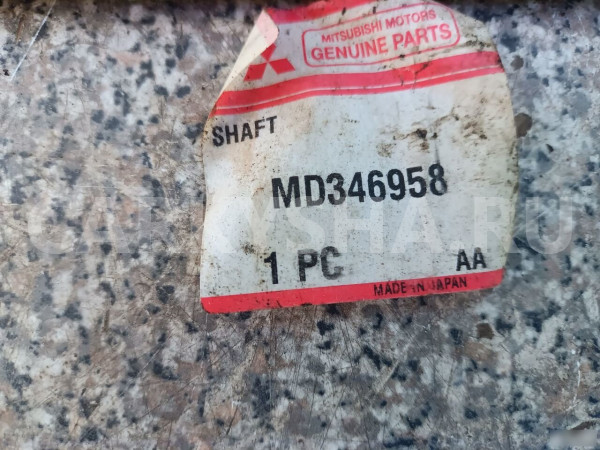 MITSUBISHI MOTORS
GENUINE PARTS
SHAFT
MD346958
1 PC AA
MADE IN JAPAN